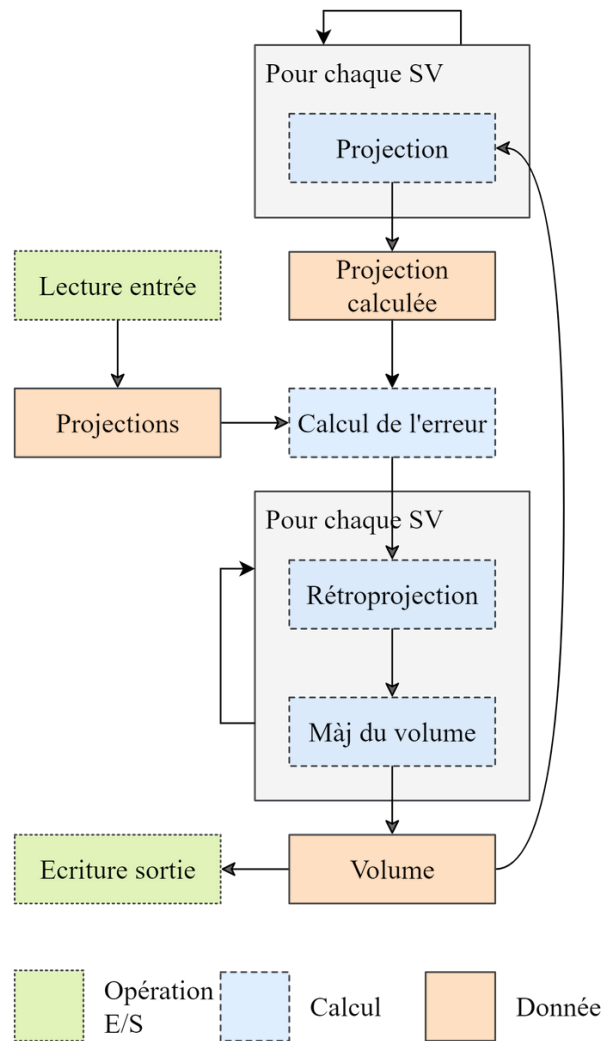 Pour chaque SV
Projection
Lecture entrée
Projection
calculée
Projections
Calcul de l'erreur
Pour chaque SV
Rétroprojection
Màj du volume
Ecriture sortie
Volume
Opération
E/S
Calcul
Donnée